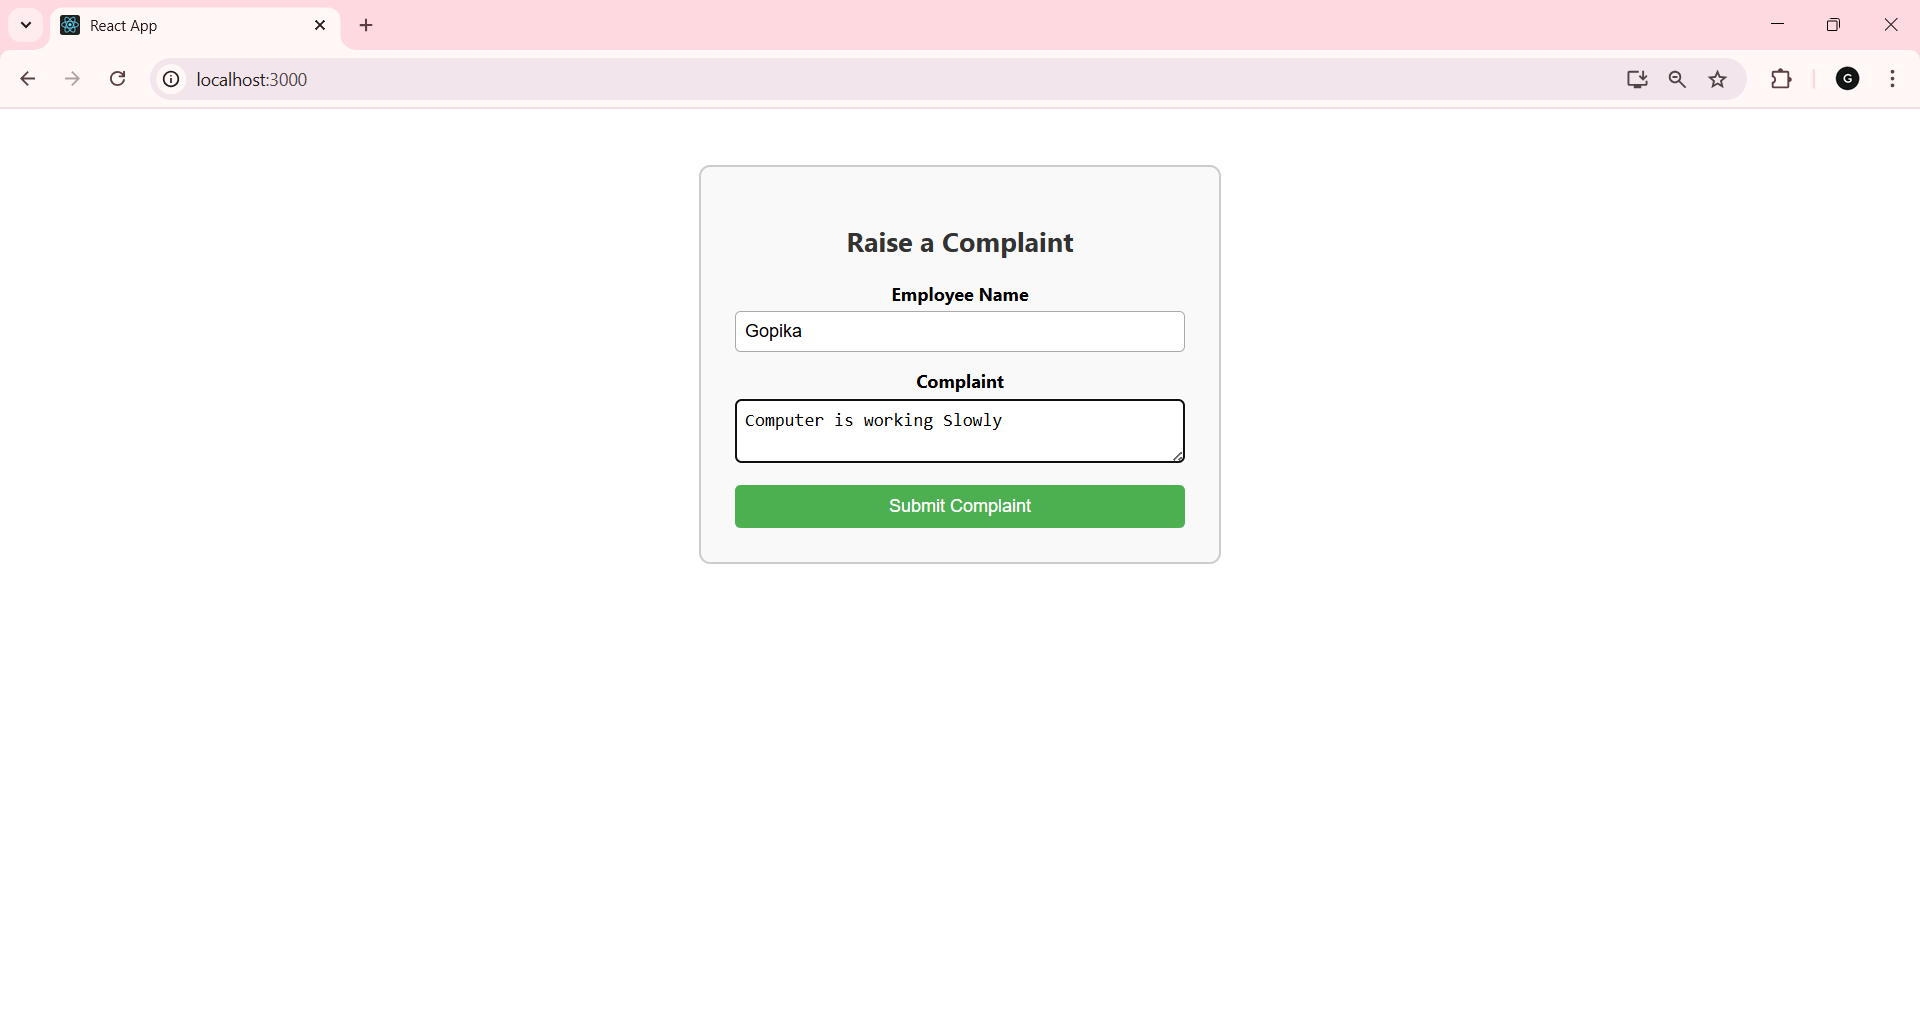 React App
localhost:3000
G
Raise a Complaint
Employee Name
Gopika
Complaint
Computer is working Slowly
Submit Complaint